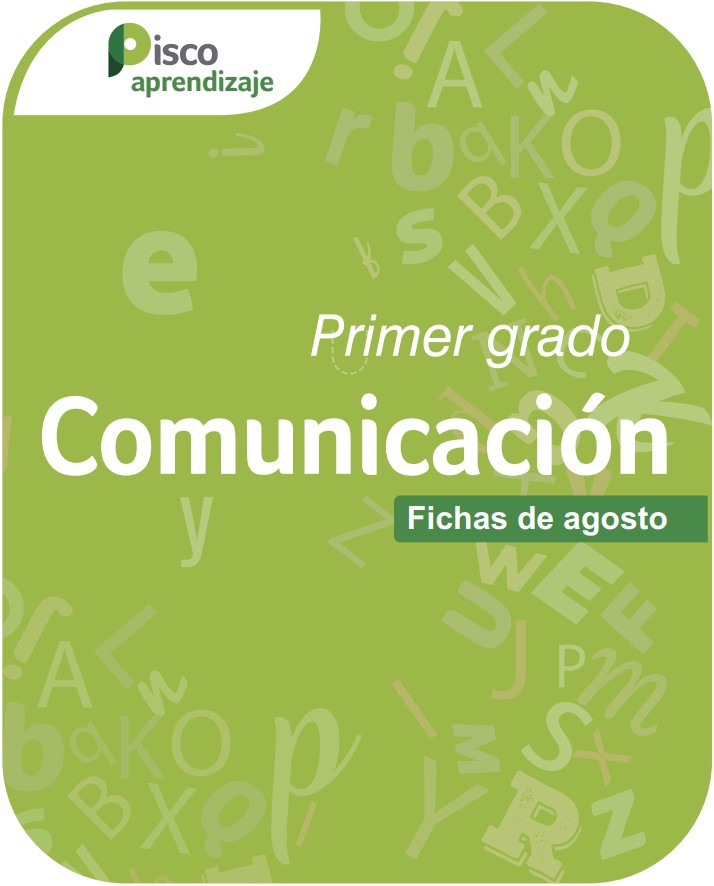 Pisco
aprendizaje
Primer grado
Comunicación
Fichas de agosto